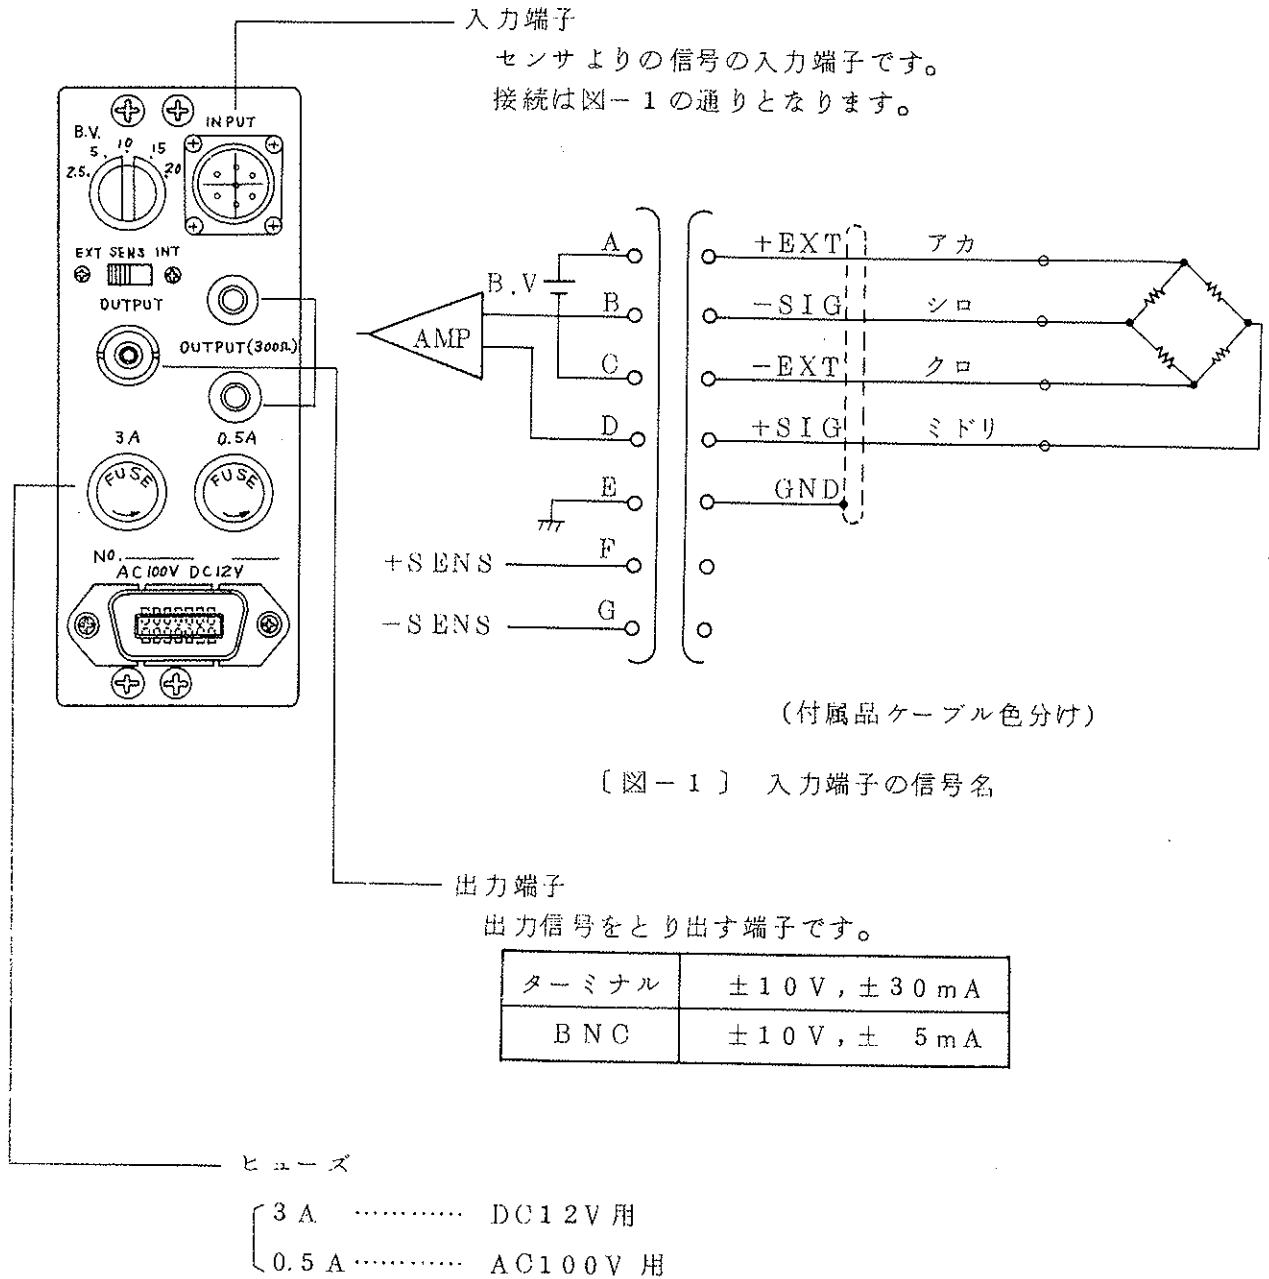 入力端子
センサよりの信号の入力端子です。
接続は図－1の通りとなります。
INPUT
B.V.
2.5 5 10 15 20
EXT SENS INT
OUTPUT
OUTPUT(300Ω)
3A 0.5A
FUSE FUSE
No.
AC100V DC12V
B.V
AMP
A +EXT アカ
B -SIG シロ
C -EXT クロ
D +SIG ミドリ
E GND
+SENS F
-SENS G
(付属品ケーブル色分け)
〔図－1〕 入力端子の信号名
出力端子
出力信号をとり出す端子です。
ターミナル ±10V,±30mA
BNC ±10V,± 5mA
ヒューズ
3A ………… DC12V用
0.5A ………… AC100V用